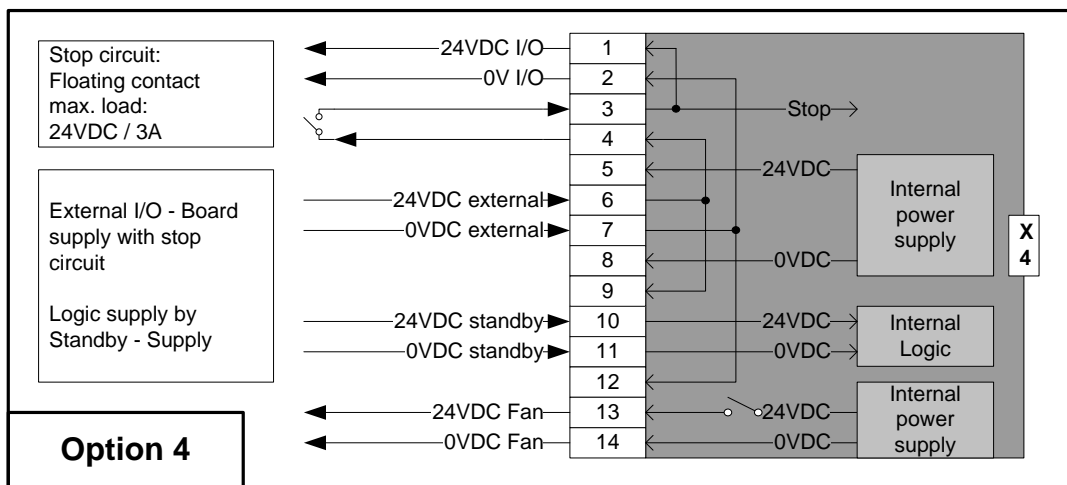 Stop circuit:
Floating contact
max. load:
24VDC / 3A
External I/O - Board
supply with stop
circuit
Logic supply by
Standby - Supply
Option 4
24VDC I/O
0V I/O
24VDC external
0VDC external
24VDC standby
0VDC standby
24VDC Fan
0VDC Fan
1
2
3
4
5
6
7
8
9
10
11
12
13
14
Stop
24VDC
0VDC
24VDC
0VDC
24VDC
0VDC
Internal
power
supply
Internal
Logic
Internal
power
supply
X
4